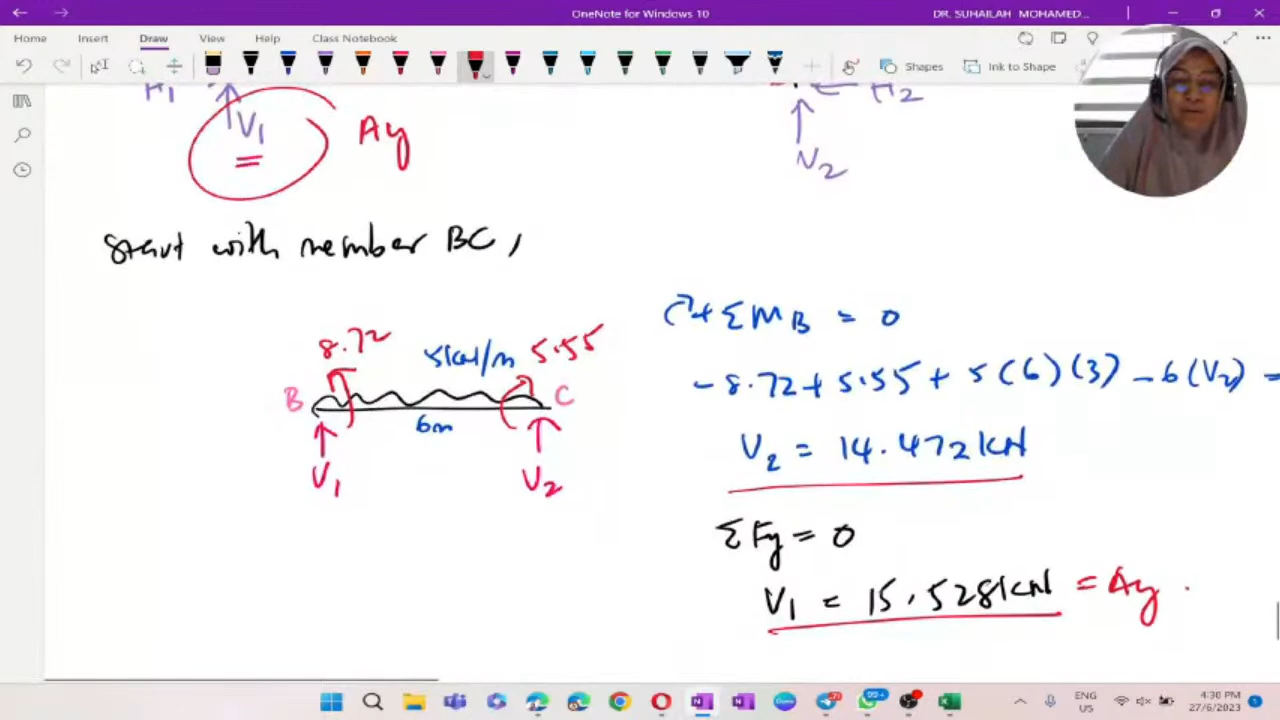 OneNote for Windows 10
DR. SUHAILAH MOHAMED...
Home Insert Draw View Help Class Notebook
Shapes Ink to Shape
H1 H2
V1 Ay
V2
start with member BC,
8.72 5kN/m 5.55
B C
6m
V1 V2
↷+ ΣMB = 0
-8.72 + 5.55 + 5(6)(3) - 6(V2) =
V2 = 14.472kN
ΣFy = 0
V1 = 15.528kN = Ay
99+
ENG
US
4:30 PM
27/6/2023